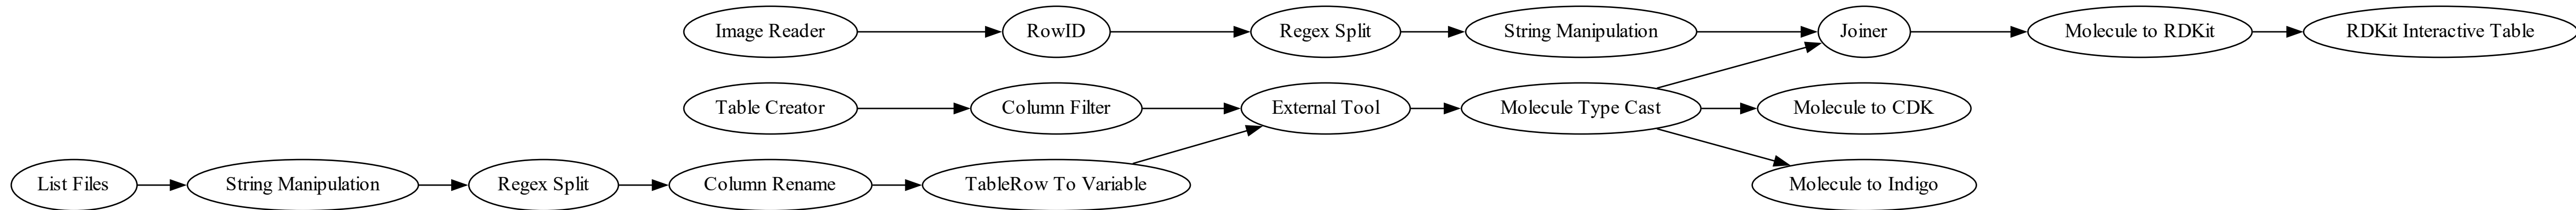 Image Reader
RowID
Regex Split
String Manipulation
Joiner
Molecule to RDKit
RDKit Interactive Table
Table Creator
Column Filter
External Tool
Molecule Type Cast
Molecule to CDK
List Files
String Manipulation
Regex Split
Column Rename
TableRow To Variable
Molecule to Indigo